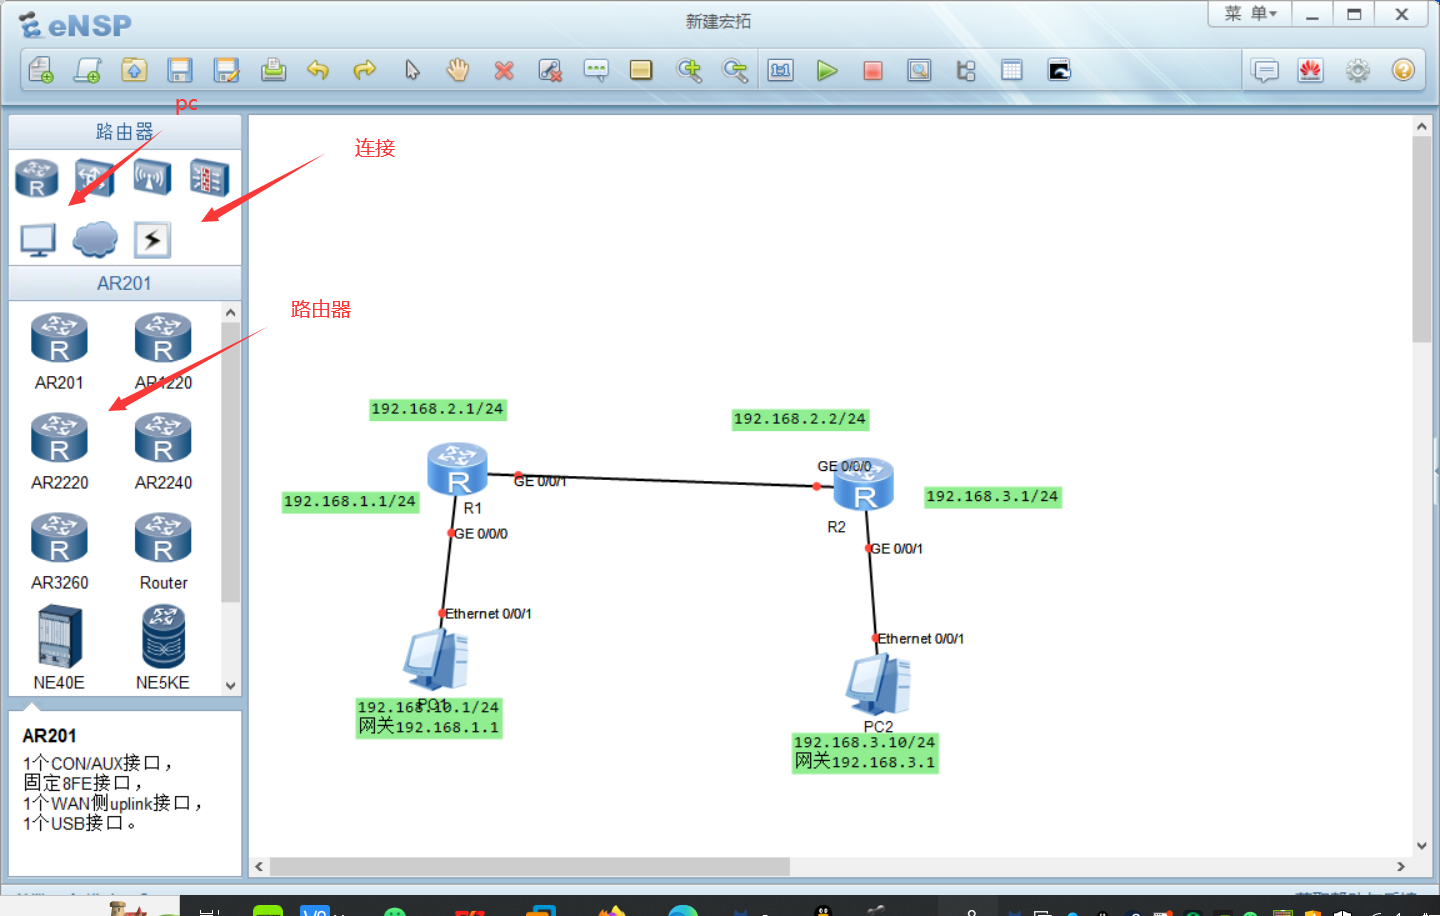 eNSP
新建宏拓
菜 单
pc
路由器
连接
AR201
路由器
AR201
AR1220
AR2220
AR2240
AR3260
Router
NE40E
NE5KE
AR201
1个CON/AUX接口，
固定8FE接口，
1个WAN侧uplink接口，
1个USB接口。
192.168.2.1/24
192.168.2.2/24
GE 0/0/0
GE 0/0/1
R
R
192.168.1.1/24
192.168.3.1/24
R1
R2
GE 0/0/0
GE 0/0/1
Ethernet 0/0/1
Ethernet 0/0/1
PC1
192.168.10.1/24
网关192.168.1.1
PC2
192.168.3.10/24
网关192.168.3.1